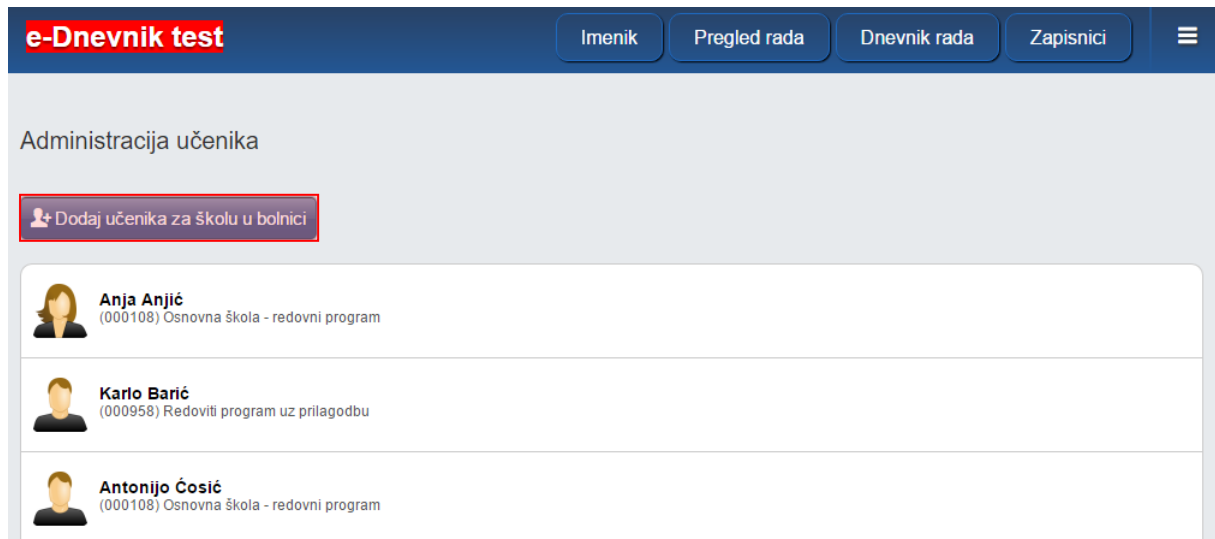 e-Dnevnik test
Imenik
Pregled rada
Dnevnik rada
Zapisnici
Administracija učenika
Dodaj učenika za školu u bolnici
Anja Anjić
(000108) Osnovna škola - redovni program
Karlo Barić
(000958) Redoviti program uz prilagodbu
Antonijo Ćosić
(000108) Osnovna škola - redovni program